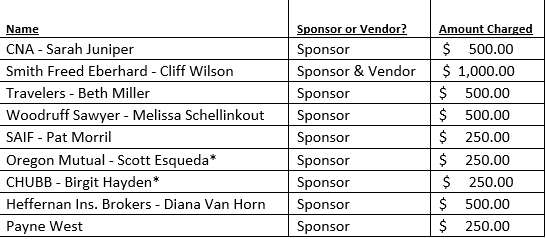 Name Sponsor or Vendor? Amount Charged
CNA - Sarah Juniper Sponsor $ 500.00
Smith Freed Eberhard - Cliff Wilson Sponsor & Vendor $ 1,000.00
Travelers - Beth Miller Sponsor $ 500.00
Woodruff Sawyer - Melissa Schellinkout Sponsor $ 500.00
SAIF - Pat Morril Sponsor $ 250.00
Oregon Mutual - Scott Esqueda* Sponsor $ 250.00
CHUBB - Birgit Hayden* Sponsor $ 250.00
Heffernan Ins. Brokers - Diana Van Horn Sponsor $ 500.00
Payne West Sponsor $ 250.00